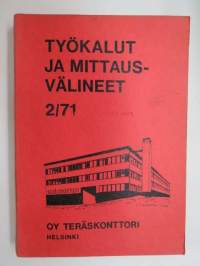 TYÖKALUT
JA MITTAUS-
VÄLINEET
2/71
OY TERÄSKONTTORI
HELSINKI